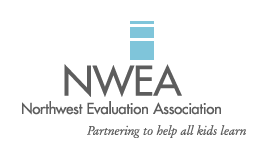 NWEA
Northwest Evaluation Association
Partnering to help all kids learn